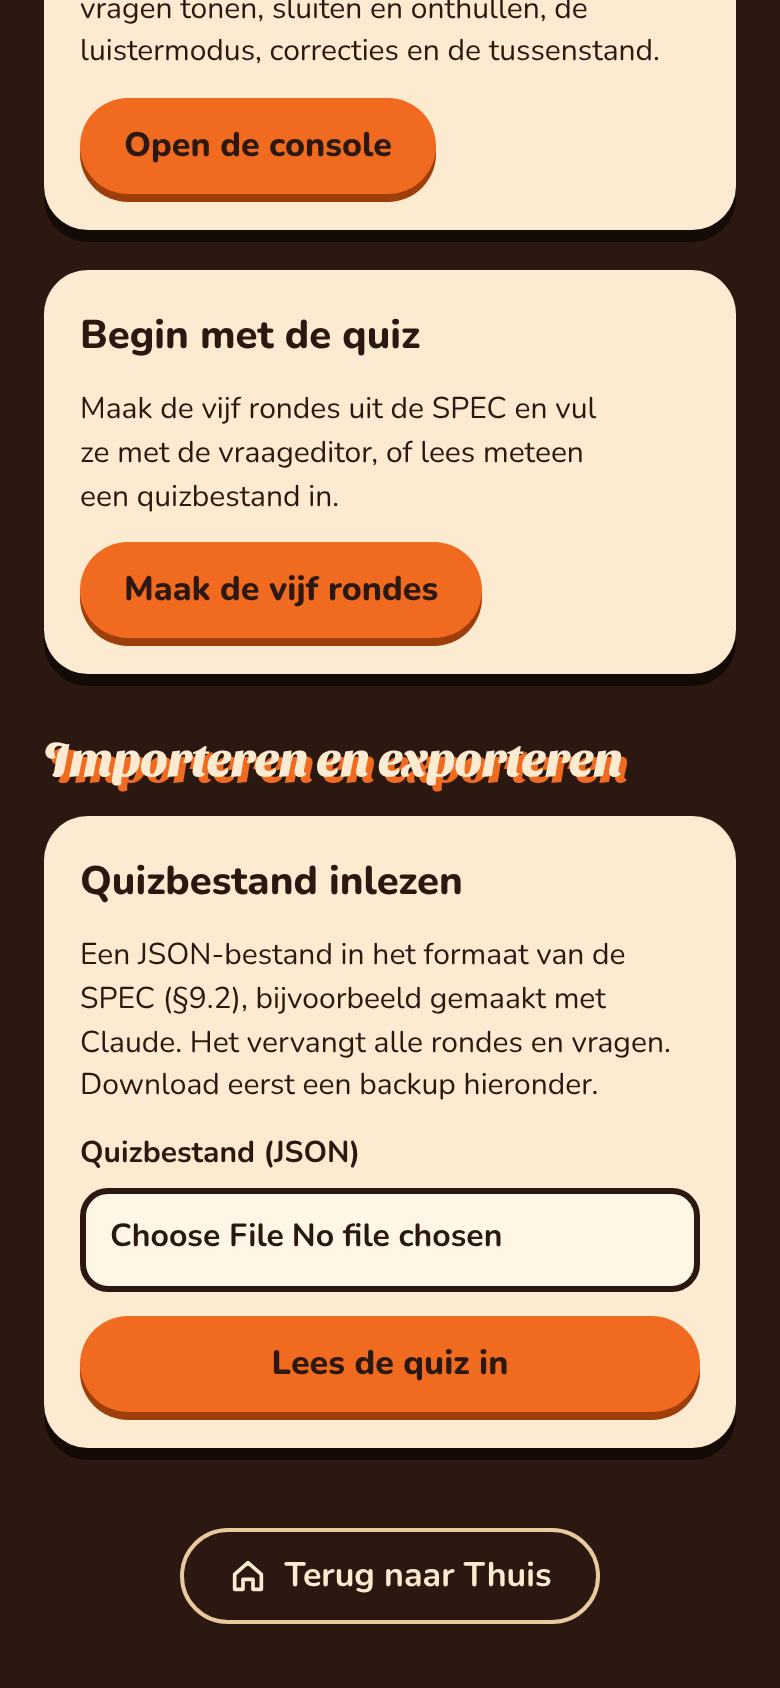 vragen tonen, sluiten en onthullen, de
luistermodus, correcties en de tussenstand.
Open de console
Begin met de quiz
Maak de vijf rondes uit de SPEC en vul
ze met de vraageditor, of lees meteen
een quizbestand in.
Maak de vijf rondes
Importeren en exporteren
Quizbestand inlezen
Een JSON-bestand in het formaat van de
SPEC (§9.2), bijvoorbeeld gemaakt met
Claude. Het vervangt alle rondes en vragen.
Download eerst een backup hieronder.
Quizbestand (JSON)
Choose File No file chosen
Lees de quiz in
Terug naar Thuis